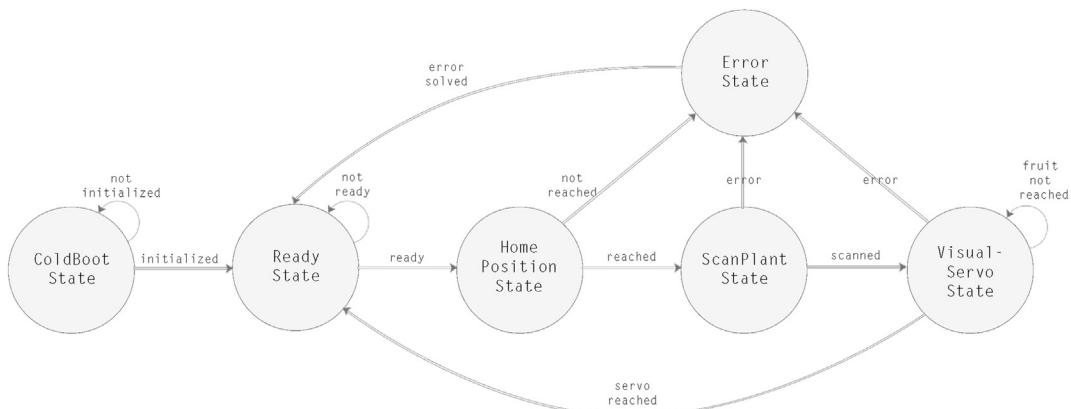 Error
State
error
solved
not
initialized
not
ready
not
reached
error
error
fruit
not
reached
ColdBoot
State
initialized
Ready
State
ready
Home
Position
State
reached
ScanPlant
State
scanned
Visual-
Servo
State
servo
reached